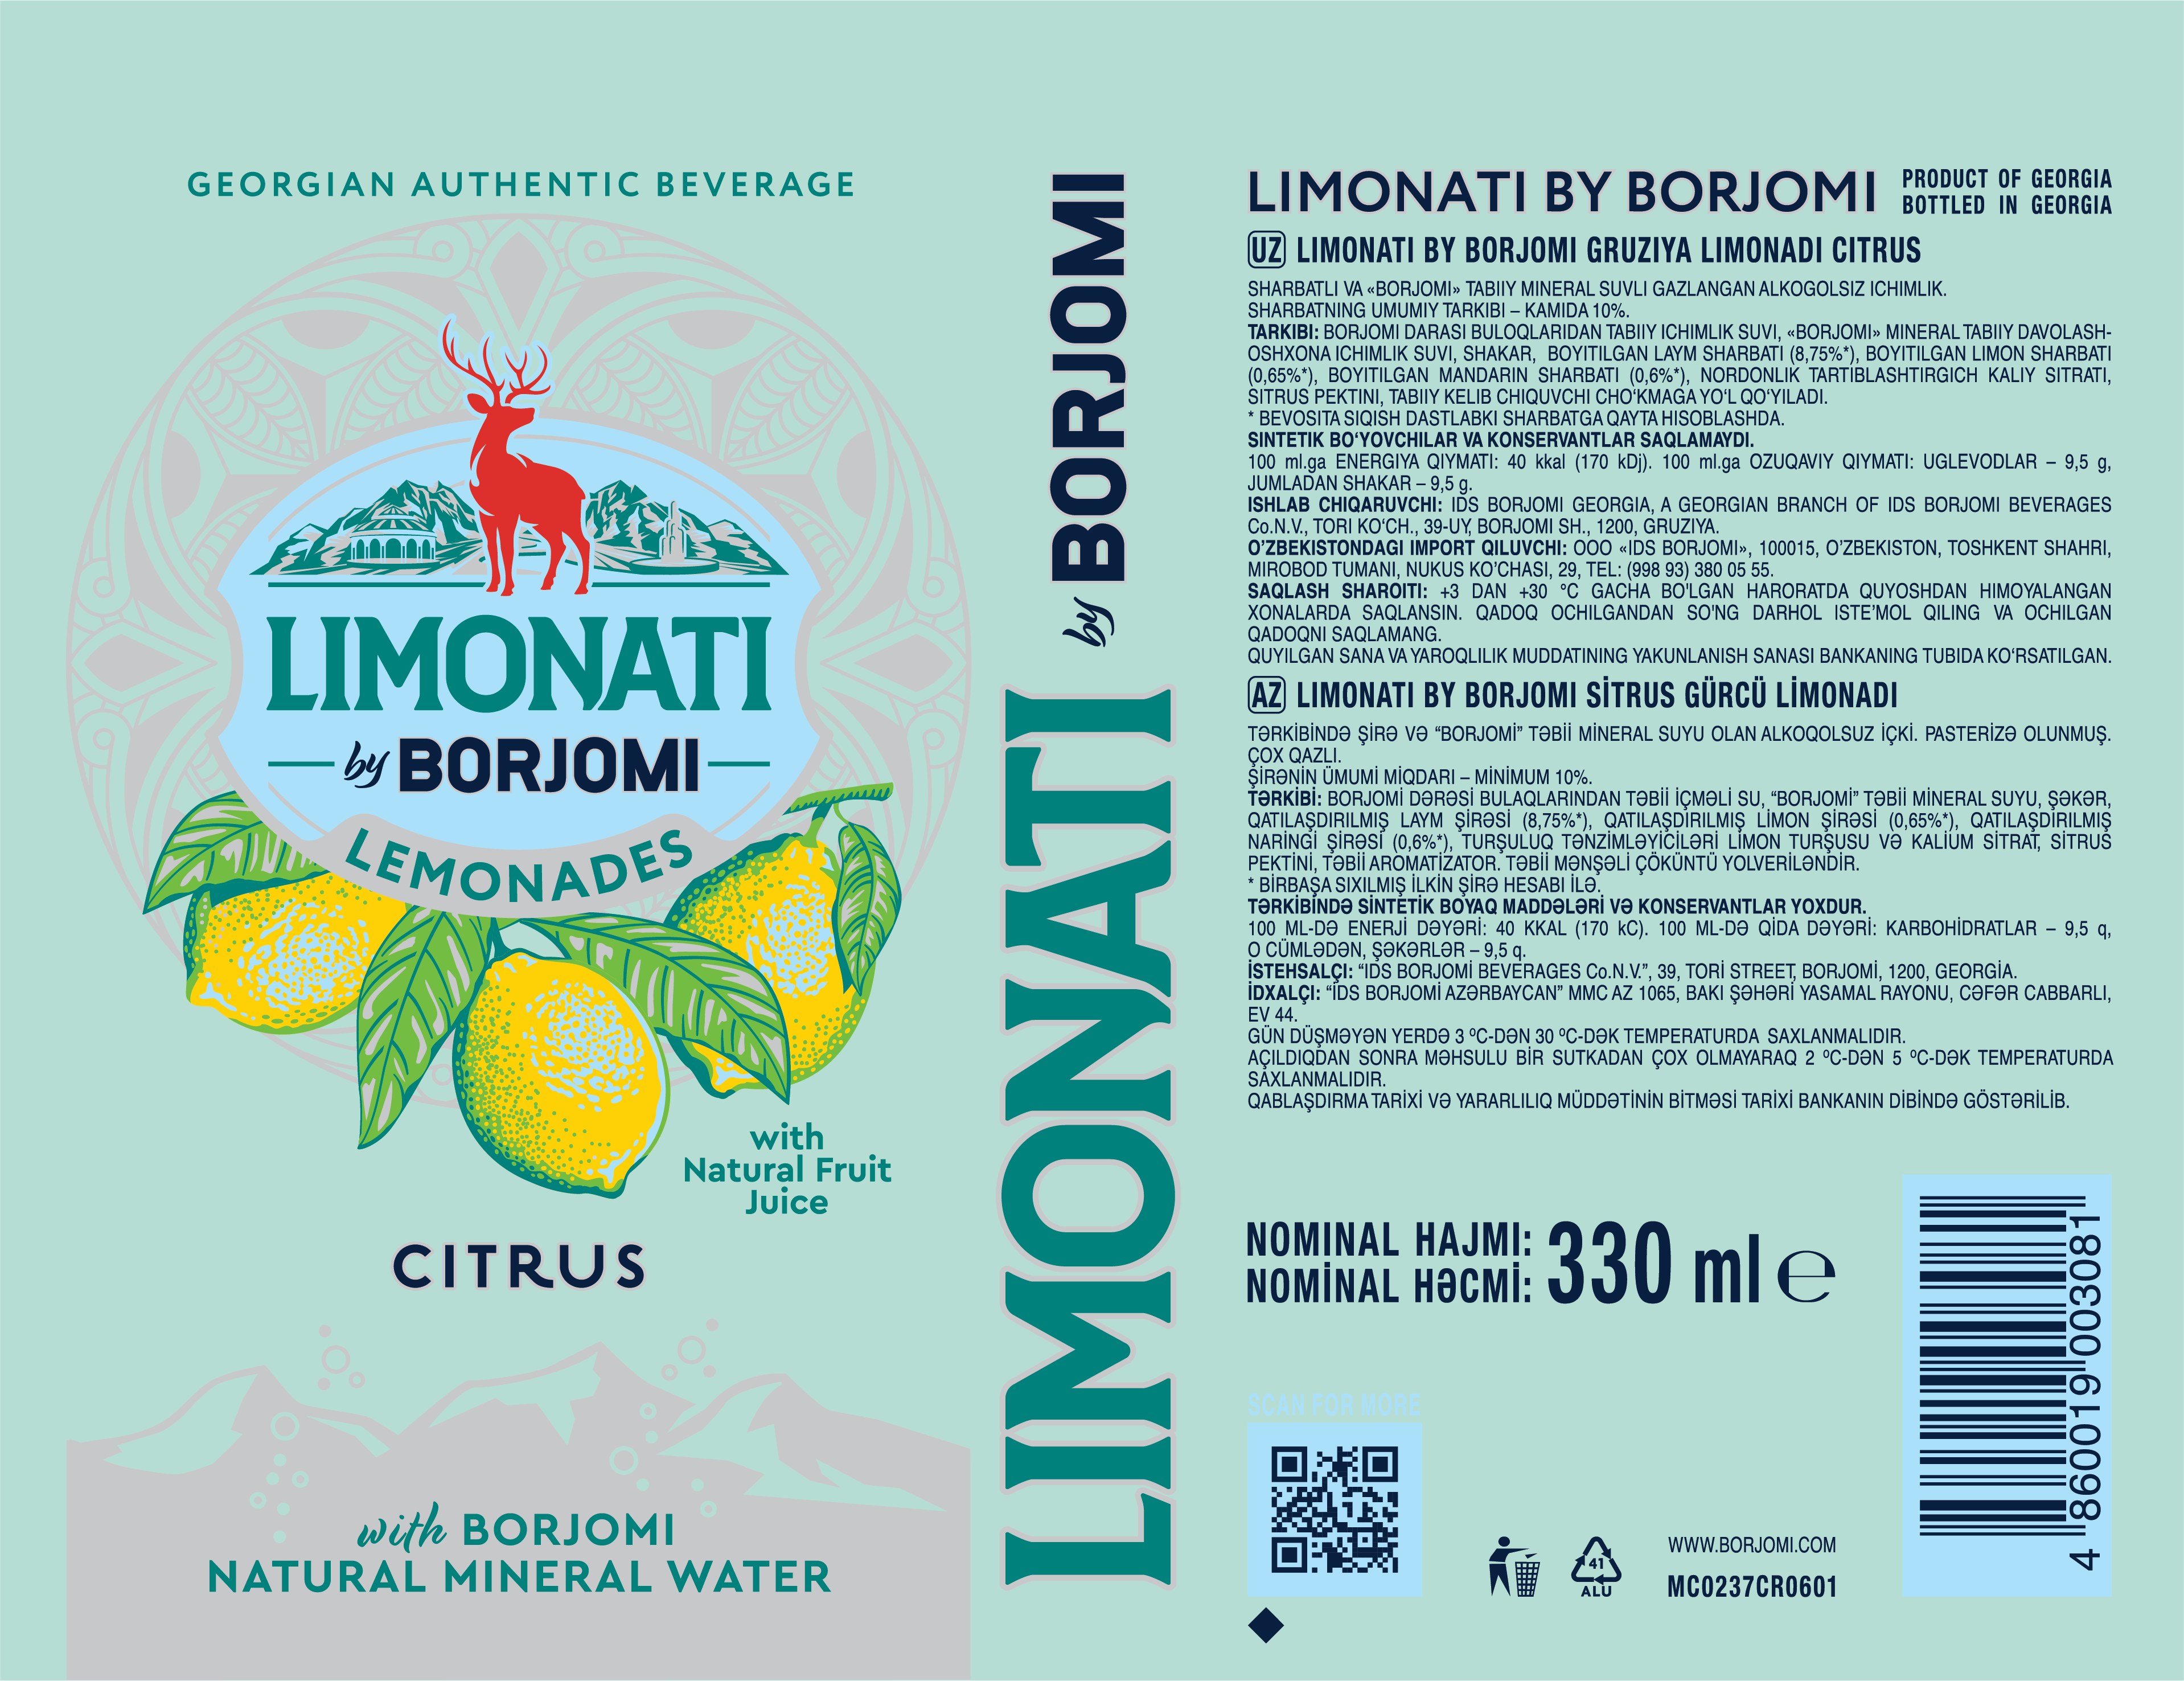 GEORGIAN AUTHENTIC BEVERAGE
LIMONATI
by BORJOMI
LEMONADES
with
Natural Fruit
Juice
CITRUS
with BORJOMI
NATURAL MINERAL WATER
LIMONATI by BORJOMI
LIMONATI BY BORJOMI
PRODUCT OF GEORGIA
BOTTLED IN GEORGIA
UZ LIMONATI BY BORJOMI GRUZIYA LIMONADI CITRUS
SHARBATLI VA «BORJOMI» TABIIY MINERAL SUVLI GAZLANGAN ALKOGOLSIZ ICHIMLIK.
SHARBATNING UMUMIY TARKIBI – KAMIDA 10%.
TARKIBI: BORJOMI DARASI BULOQLARIDAN TABIIY ICHIMLIK SUVI, «BORJOMI» MINERAL TABIIY DAVOLASH-
OSHXONA ICHIMLIK SUVI, SHAKAR, BOYITILGAN LAYM SHARBATI (8,75%*), BOYITILGAN LIMON SHARBATI
(0,65%*), BOYITILGAN MANDARIN SHARBATI (0,6%*), NORDONLIK TARTIBLASHTIRGICH KALIY SITRATI,
SITRUS PEKTINI, TABIIY KELIB CHIQUVCHI CHO‘KMAGA YO‘L QO‘YILADI.
* BEVOSITA SIQISH DASTLABKI SHARBATGA QAYTA HISOBLASHDA.
SINTETIK BO‘YOVCHILAR VA KONSERVANTLAR SAQLAMAYDI.
100 ml.ga ENERGIYA QIYMATI: 40 kkal (170 kDj). 100 ml.ga OZUQAVIY QIYMATI: UGLEVODLAR – 9,5 g,
JUMLADAN SHAKAR – 9,5 g.
ISHLAB CHIQARUVCHI: IDS BORJOMI GEORGIA, A GEORGIAN BRANCH OF IDS BORJOMI BEVERAGES
Co.N.V., TORI KO‘CH., 39-UY, BORJOMI SH., 1200, GRUZIYA.
O’ZBEKISTONDAGI IMPORT QILUVCHI: OOO «IDS BORJOMI», 100015, O’ZBEKISTON, TOSHKENT SHAHRI,
MIROBOD TUMANI, NUKUS KO’CHASI, 29, TEL: (998 93) 380 05 55.
SAQLASH SHAROITI: +3 DAN +30 °C GACHA BO'LGAN HARORATDA QUYOSHDAN HIMOYALANGAN
XONALARDA SAQLANSIN. QADOQ OCHILGANDAN SO'NG DARHOL ISTE’MOL QILING VA OCHILGAN
QADOQNI SAQLAMANG.
QUYILGAN SANA VA YAROQLILIK MUDDATINING YAKUNLANISH SANASI BANKANING TUBIDA KO‘RSATILGAN.
AZ LIMONATI BY BORJOMI SİTRUS GÜRCÜ LİMONADI
TƏRKİBİNDƏ ŞİRƏ VƏ “BORJOMİ” TƏBİİ MİNERAL SUYU OLAN ALKOQOLSUZ İÇKİ. PASTERİZƏ OLUNMUŞ.
ÇOX QAZLI.
ŞİRƏNİN ÜMUMİ MİQDARI – MİNİMUM 10%.
TƏRKİBİ: BORJOMİ DƏRƏSİ BULAQLARINDAN TƏBİİ İÇMƏLİ SU, “BORJOMİ” TƏBİİ MİNERAL SUYU, ŞƏKƏR,
QATILAŞDIRILMIŞ LAYM ŞİRƏSİ (8,75%*), QATILAŞDIRILMIŞ LİMON ŞİRƏSİ (0,65%*), QATILAŞDIRILMIŞ
NARINGİ ŞİRƏSİ (0,6%*), TURŞULUQ TƏNZİMLƏYİCİLƏRİ LİMON TURŞUSU VƏ KALİUM SİTRAT, SİTRUS
PEKTİNİ, TƏBİİ AROMATİZATOR. TƏBİİ MƏNŞƏLİ ÇÖKÜNTÜ YOLVERİLƏNDİR.
* BİRBAŞA SIXILMIŞ İLKİN ŞİRƏ HESABI İLƏ.
TƏRKİBİNDƏ SİNTETİK BOYAQ MADDƏLƏRİ VƏ KONSERVANTLAR YOXDUR.
100 ML-DƏ ENERJİ DƏYƏRİ: 40 KKAL (170 kC). 100 ML-DƏ QİDA DƏYƏRİ: KARBOHİDRATLAR – 9,5 q,
O CÜMLƏDƏN, ŞƏKƏRLƏR – 9,5 q.
İSTEHSALÇI: “IDS BORJOMİ BEVERAGES Co.N.V.”, 39, TORİ STREET, BORJOMİ, 1200, GEORGİA.
İDXALÇI: “İDS BORJOMİ AZƏRBAYCAN” MMC AZ 1065, BAKI ŞƏHƏRİ YASAMAL RAYONU, CƏFƏR CABBARLI,
EV 44.
GÜN DÜŞMƏYƏN YERDƏ 3 ºC-DƏN 30 ºC-DƏK TEMPERATURDA SAXLANMALIDIR.
AÇILDIQDAN SONRA MƏHSULU BİR SUTKADAN ÇOX OLMAYARAQ 2 ºC-DƏN 5 ºC-DƏK TEMPERATURDA
SAXLANMALIDIR.
QABLAŞDIRMA TARİXİ VƏ YARARLILIQ MÜDDƏTİNİN BİTMƏSİ TARİXİ BANKANIN DİBİNDƏ GÖSTƏRİLİB.
NOMINAL HAJMI:
NOMİNAL HƏCMİ:
330 ml ℮
SCAN FOR MORE
41
ALU
WWW.BORJOMI.COM
MC0237CR0601
4 860019 003081